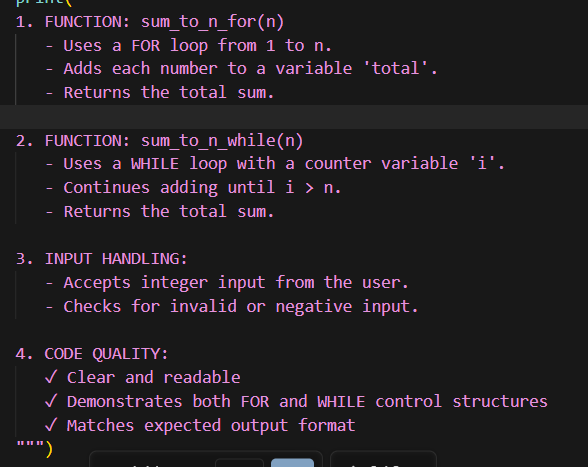 print(
1. FUNCTION: sum_to_n_for(n)
- Uses a FOR loop from 1 to n.
- Adds each number to a variable 'total'.
- Returns the total sum.
2. FUNCTION: sum_to_n_while(n)
- Uses a WHILE loop with a counter variable 'i'.
- Continues adding until i > n.
- Returns the total sum.
3. INPUT HANDLING:
- Accepts integer input from the user.
- Checks for invalid or negative input.
4. CODE QUALITY:
✓ Clear and readable
✓ Demonstrates both FOR and WHILE control structures
✓ Matches expected output format
""")